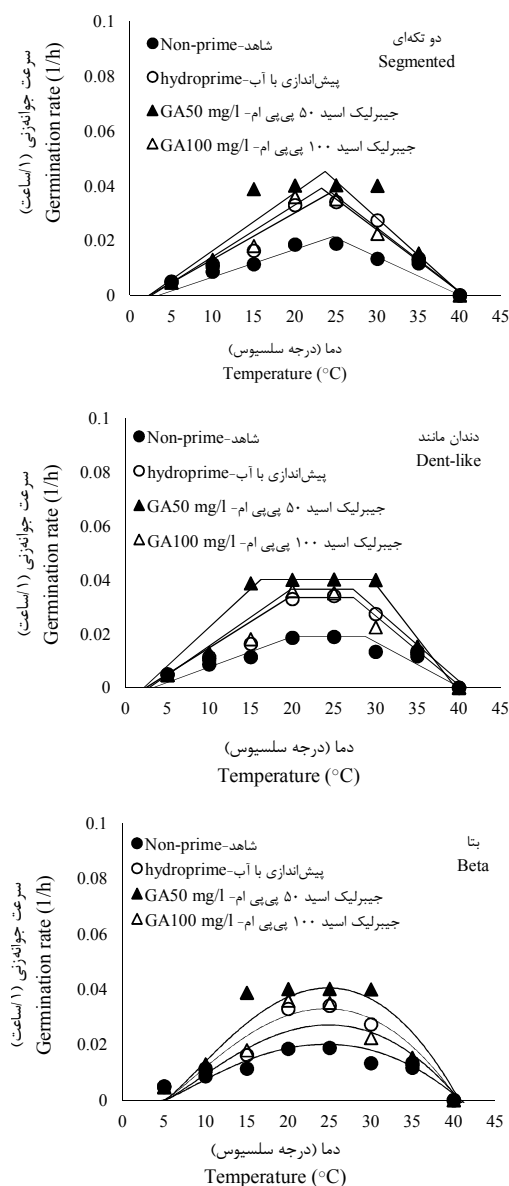 0.1
دو تکه‌ای
Segmented
● Non-prime-شاهد
0.08
○ hydroprime-پیش‌اندازی با آب
▲ GA50 mg/l -جیبرلیک اسید ۵۰ پی‌پی ام
0.06
△ GA100 mg/l -جیبرلیک اسید ۱۰۰ پی‌پی ام
0.04
0.02
0
سرعت جوانه‌زنی (۱/ساعت)
Germination rate (1/h)
0 5 10 15 20 25 30 35 40 45
دما (درجه سلسیوس)
Temperature (°C)
0.1
دندان مانند
Dent-like
● Non-prime-شاهد
0.08
○ hydroprime-پیش‌اندازی با آب
▲ GA50 mg/l -جیبرلیک اسید ۵۰ پی‌پی ام
0.06
△ GA100 mg/l -جیبرلیک اسید ۱۰۰ پی‌پی ام
0.04
0.02
0
سرعت جوانه‌زنی (۱/ساعت)
Germination rate (1/h)
0 5 10 15 20 25 30 35 40 45
دما (درجه سلسیوس)
Temperature (°C)
0.1
بتا
Beta
● Non-prime-شاهد
0.08
○ hydroprime-پیش‌اندازی با آب
▲ GA50 mg/l -جیبرلیک اسید ۵۰ پی‌پی ام
0.06
△ GA100 mg/l -جیبرلیک اسید ۱۰۰ پی‌پی ام
0.04
0.02
0
سرعت جوانه‌زنی (۱/ساعت)
Germination rate (1/h)
0 5 10 15 20 25 30 35 40 45
دما (درجه سلسیوس)
Temperature (°C)